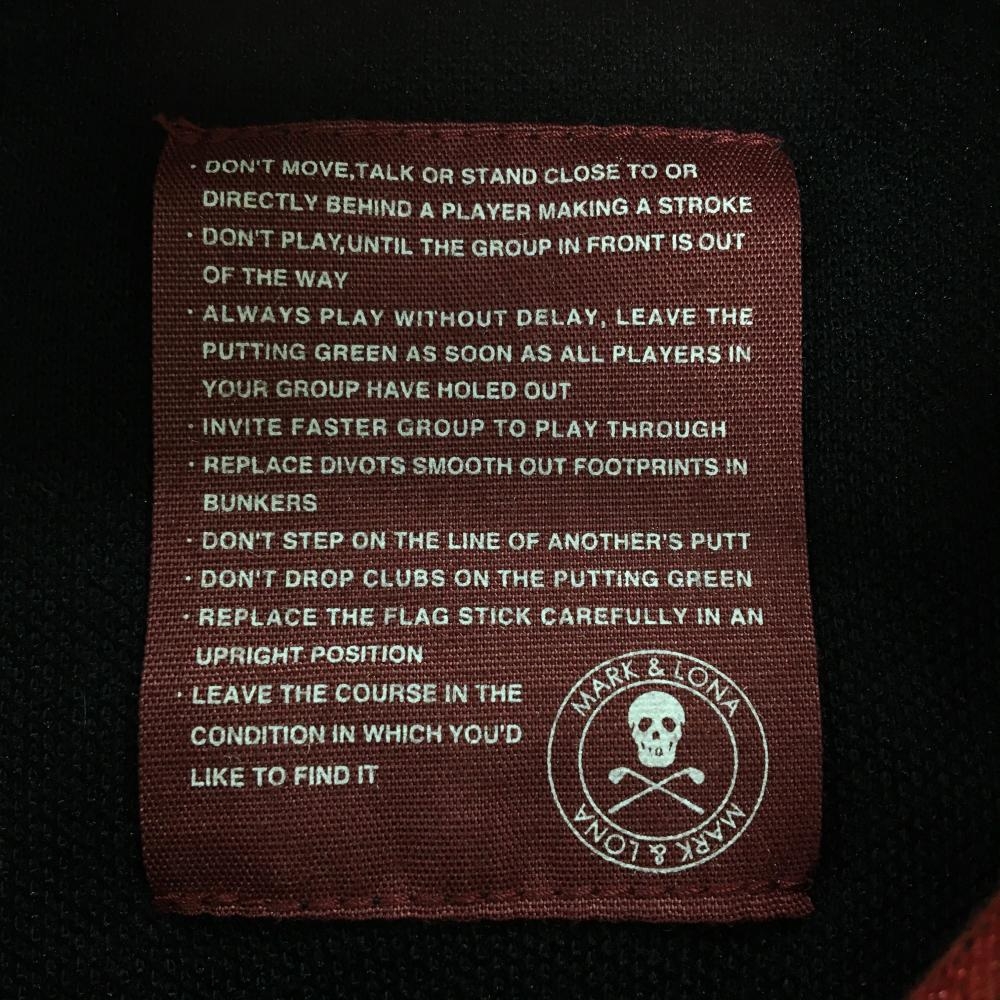 · DON'T MOVE,TALK OR STAND CLOSE TO OR
DIRECTLY BEHIND A PLAYER MAKING A STROKE
· DON'T PLAY,UNTIL THE GROUP IN FRONT IS OUT
OF THE WAY
· ALWAYS PLAY WITHOUT DELAY, LEAVE THE
PUTTING GREEN AS SOON AS ALL PLAYERS IN
YOUR GROUP HAVE HOLED OUT
· INVITE FASTER GROUP TO PLAY THROUGH
· REPLACE DIVOTS SMOOTH OUT FOOTPRINTS IN
BUNKERS
· DON'T STEP ON THE LINE OF ANOTHER'S PUTT
· DON'T DROP CLUBS ON THE PUTTING GREEN
· REPLACE THE FLAG STICK CAREFULLY IN AN
UPRIGHT POSITION
· LEAVE THE COURSE IN THE
CONDITION IN WHICH YOU'D
LIKE TO FIND IT
MARK & LONA
MARK & LONA